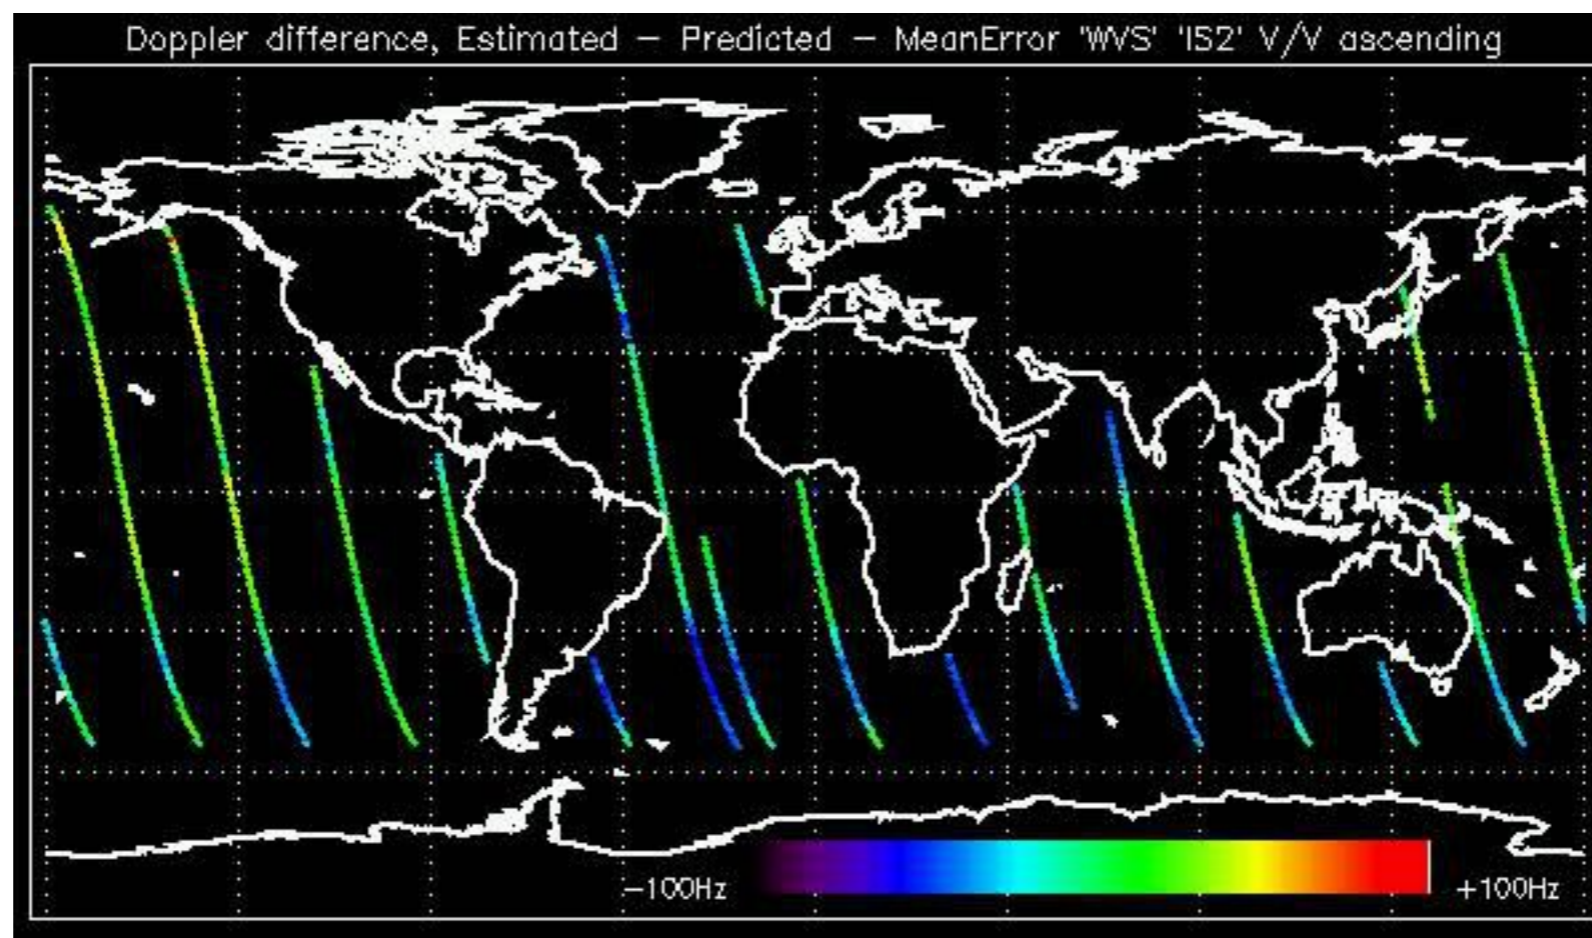 Doppler difference, Estimated – Predicted – MeanError 'WVS' 'IS2' V/V ascending
–100Hz
+100Hz